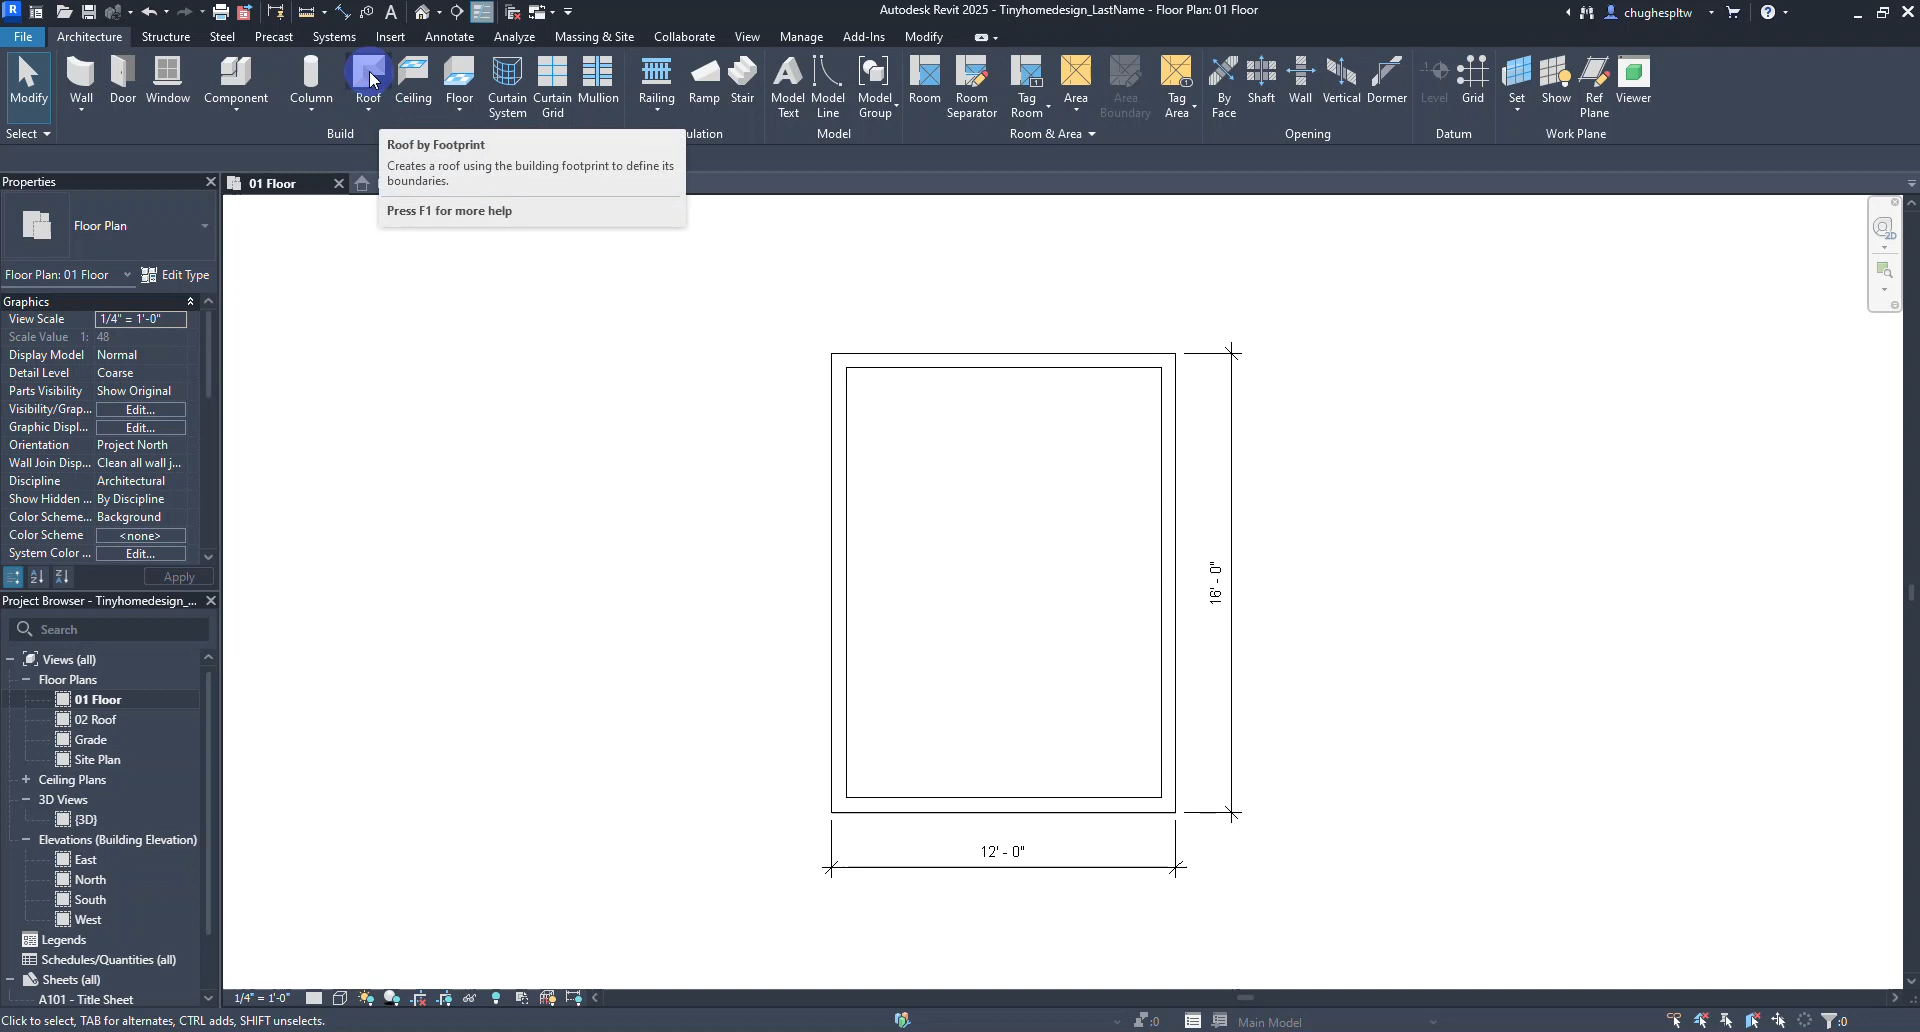 Autodesk Revit 2025 - Tinyhomedesign_LastName - Floor Plan: 01 Floor
chughespltw
File Architecture Structure Steel Precast Systems Insert Annotate Analyze Massing & Site Collaborate View Manage Add-Ins Modify
Modify Wall Door Window Component Column Roof Ceiling Floor Curtain System Curtain Grid Mullion Railing Ramp Stair Model Text Model Line Model Group Room Room Separator Tag Room Area Area Boundary Tag Area By Face Shaft Wall Vertical Dormer Level Grid Set Show Ref Plane Viewer
Select Build ulation Model Room & Area Opening Datum Work Plane
Roof by Footprint
Creates a roof using the building footprint to define its
boundaries.
Press F1 for more help
Properties
01 Floor
Floor Plan
Floor Plan: 01 Floor Edit Type
Graphics
View Scale 1/4" = 1'-0"
Scale Value 1: 48
Display Model Normal
Detail Level Coarse
Parts Visibility Show Original
Visibility/Grap... Edit...
Graphic Displ... Edit...
Orientation Project North
Wall Join Disp... Clean all wall j...
Discipline Architectural
Show Hidden ... By Discipline
Color Scheme... Background
Color Scheme <none>
System Color ... Edit...
Apply
Project Browser - Tinyhomedesign_...
Search
Views (all)
Floor Plans
01 Floor
02 Roof
Grade
Site Plan
Ceiling Plans
3D Views
{3D}
Elevations (Building Elevation)
East
North
South
West
Legends
Schedules/Quantities (all)
Sheets (all)
A101 - Title Sheet
16' - 0"
12' - 0"
1/4" = 1'-0"
Click to select, TAB for alternates, CTRL adds, SHIFT unselects.
:0
Main Model
:0